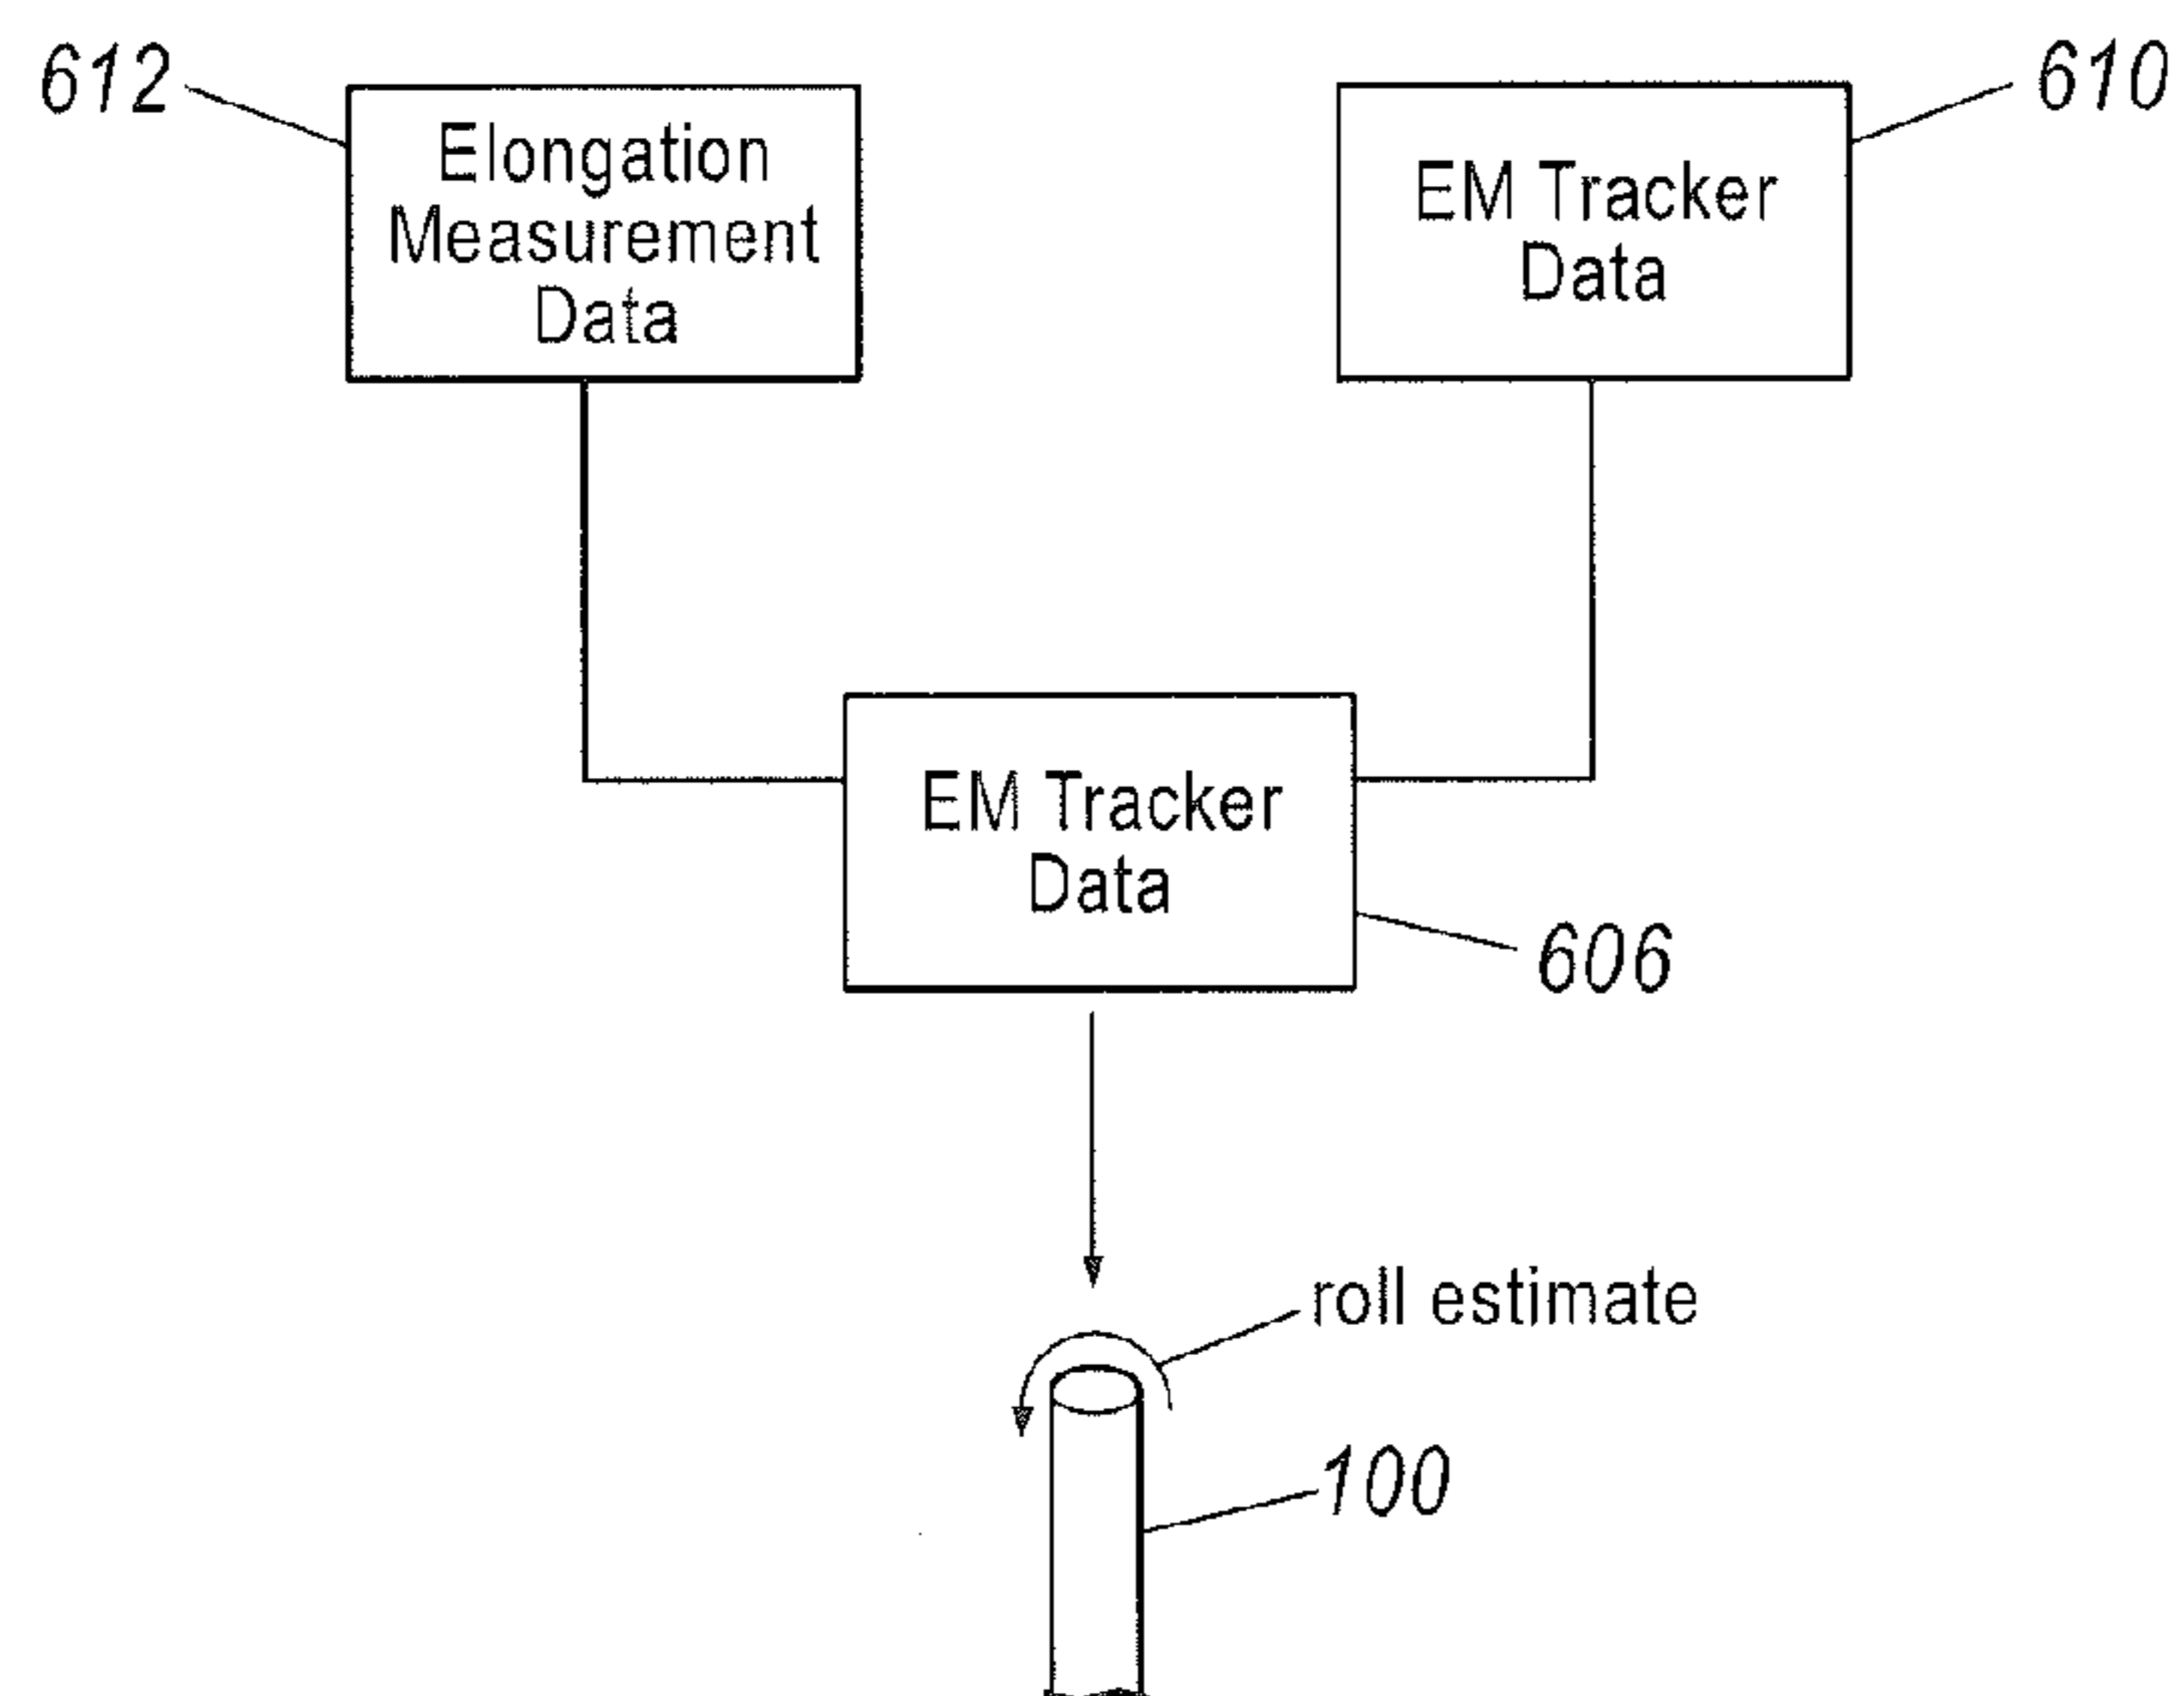 612
Elongation
Measurement
Data
610
EM Tracker
Data
EM Tracker
Data
606
roll estimate
100